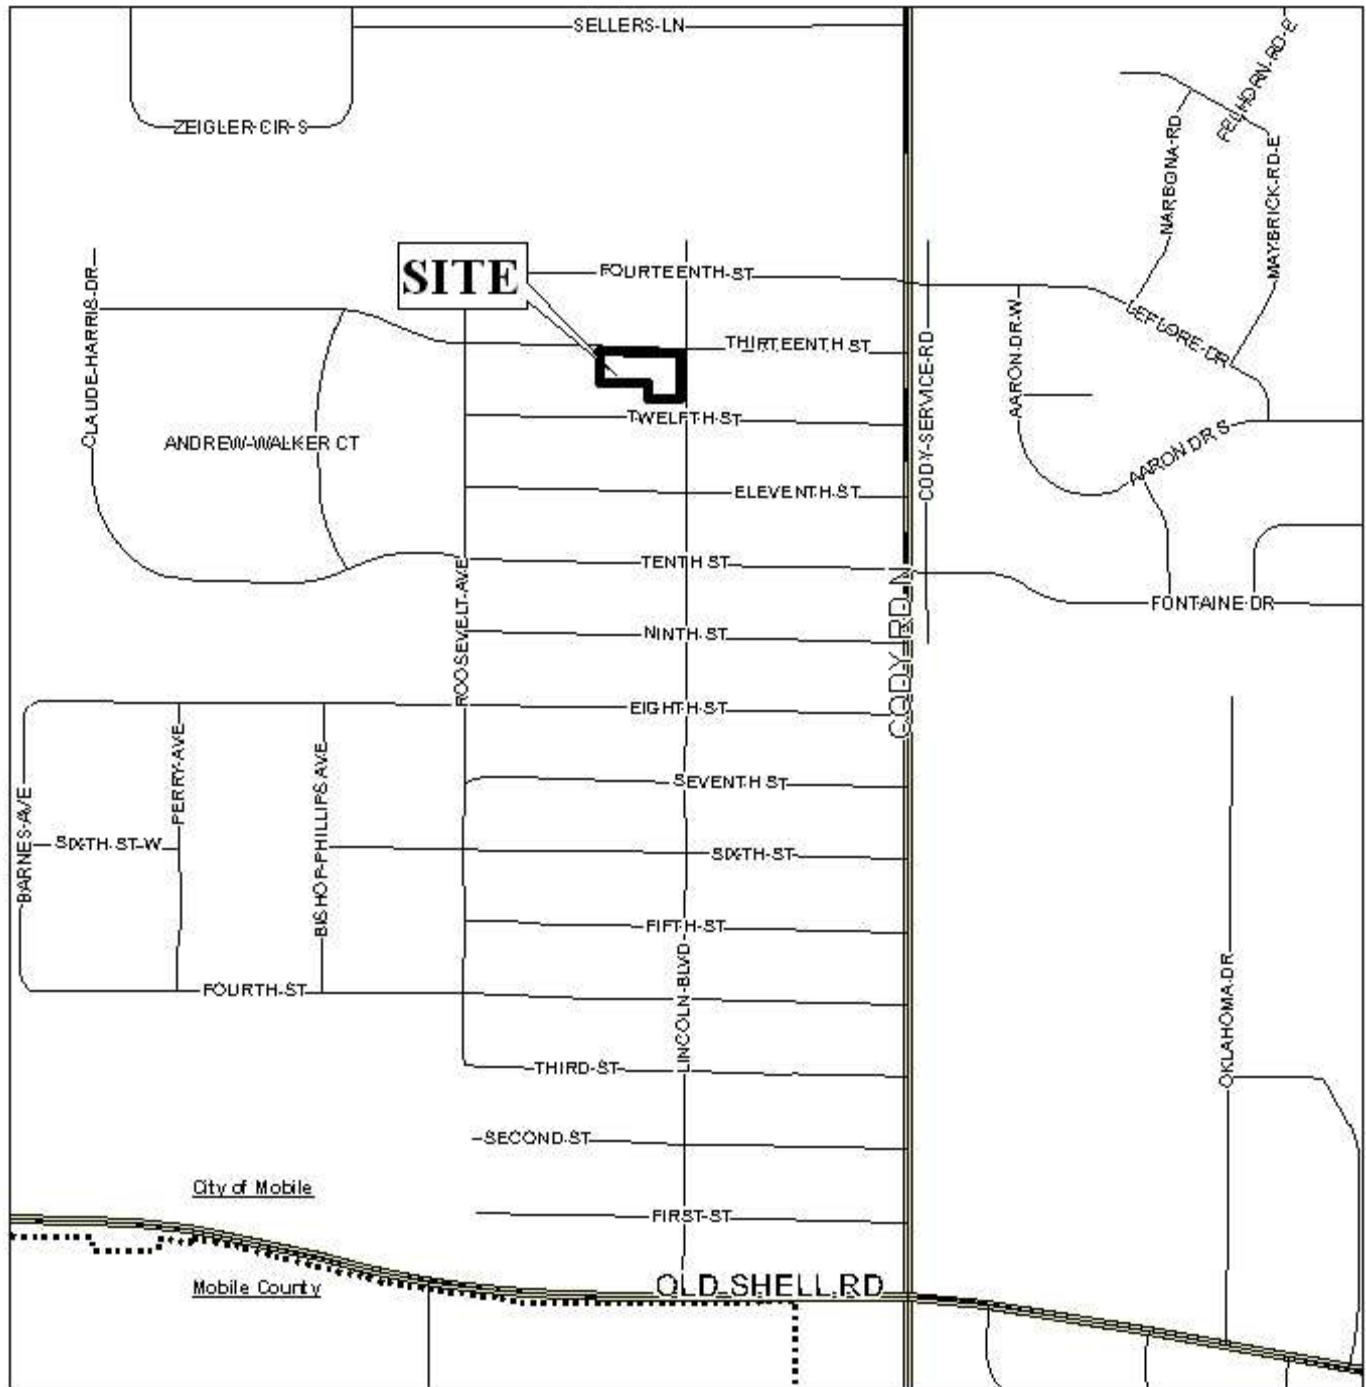 SELLERS-LN
FELHORN-RD-E
ZEIGLER-CIR-S
NARBONA-RD
MAYBRICK-RD-E
SITE
FOURTEENTH-ST
CLAUDE-HARRIS-DR
LEFLORE-DR
THIRTEENTH ST
CODY-SERVICE-RD
AARON-DR-W
TWELFTH-ST
ANDREW-WALKER CT
AARON DR S
ELEVENTH-ST
TENTH ST
ROOSEVELT-AVE
CODY-RD N
FONTAINE-DR
NINTH-ST
EIGHTH-ST
PERRY-AVE
BISHOP-PHILLIPS AVE
SEVENTH ST
BARNES-AVE
SIXTH-ST-W
SIXTH-ST
FIFTH-ST
LINCOLN-BLVD
FOURTH-ST
OKLAHOMA-DR
THIRD-ST
SECOND-ST
City of Mobile
FIRST-ST
Mobile County
OLD SHELL RD